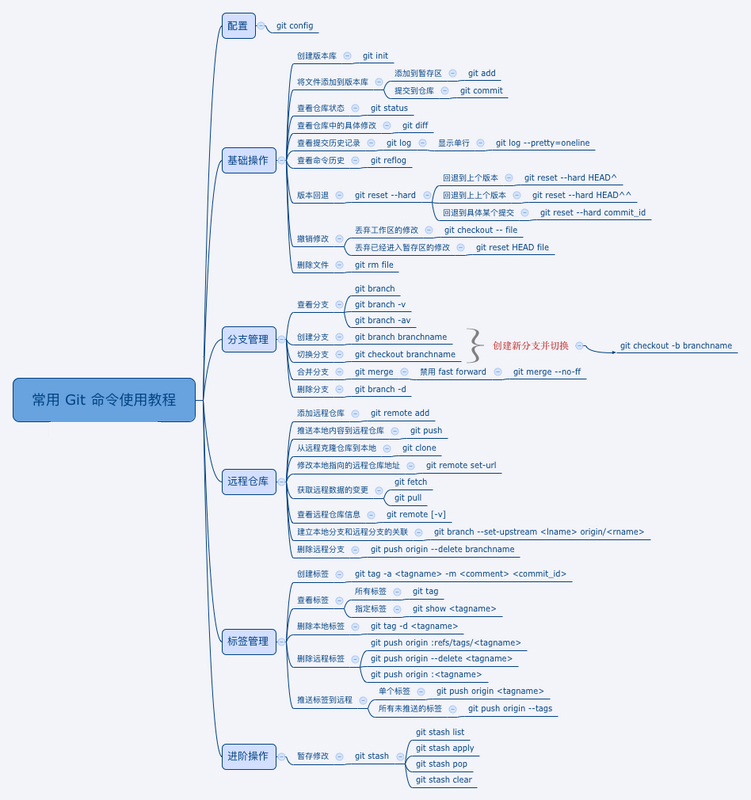 常用 Git 命令使用教程
配置
git config
基础操作
创建版本库
git init
将文件添加到版本库
添加到暂存区
git add
提交到仓库
git commit
查看仓库状态
git status
查看仓库中的具体修改
git diff
查看提交历史记录
git log
显示单行
git log --pretty=oneline
查看命令历史
git reflog
版本回退
git reset --hard
回退到上个版本
git reset --hard HEAD^
回退到上上个版本
git reset --hard HEAD^^
回退到具体某个提交
git reset --hard commit_id
撤销修改
丢弃工作区的修改
git checkout -- file
丢弃已经进入暂存区的修改
git reset HEAD file
删除文件
git rm file
分支管理
查看分支
git branch
git branch -v
git branch -av
创建分支
git branch branchname
切换分支
git checkout branchname
创建新分支并切换
git checkout -b branchname
合并分支
git merge
禁用 fast forward
git merge --no-ff
删除分支
git branch -d
远程仓库
添加远程仓库
git remote add
推送本地内容到远程仓库
git push
从远程克隆仓库到本地
git clone
修改本地指向的远程仓库地址
git remote set-url
获取远程数据的变更
git fetch
git pull
查看远程仓库信息
git remote [-v]
建立本地分支和远程分支的关联
git branch --set-upstream <lname> origin/<rname>
删除远程分支
git push origin --delete branchname
标签管理
创建标签
git tag -a <tagname> -m <comment> <commit_id>
查看标签
所有标签
git tag
指定标签
git show <tagname>
删除本地标签
git tag -d <tagname>
删除远程标签
git push origin :refs/tags/<tagname>
git push origin --delete <tagname>
git push origin :<tagname>
推送标签到远程
单个标签
git push origin <tagname>
所有未推送的标签
git push origin --tags
进阶操作
暂存修改
git stash
git stash list
git stash apply
git stash pop
git stash clear